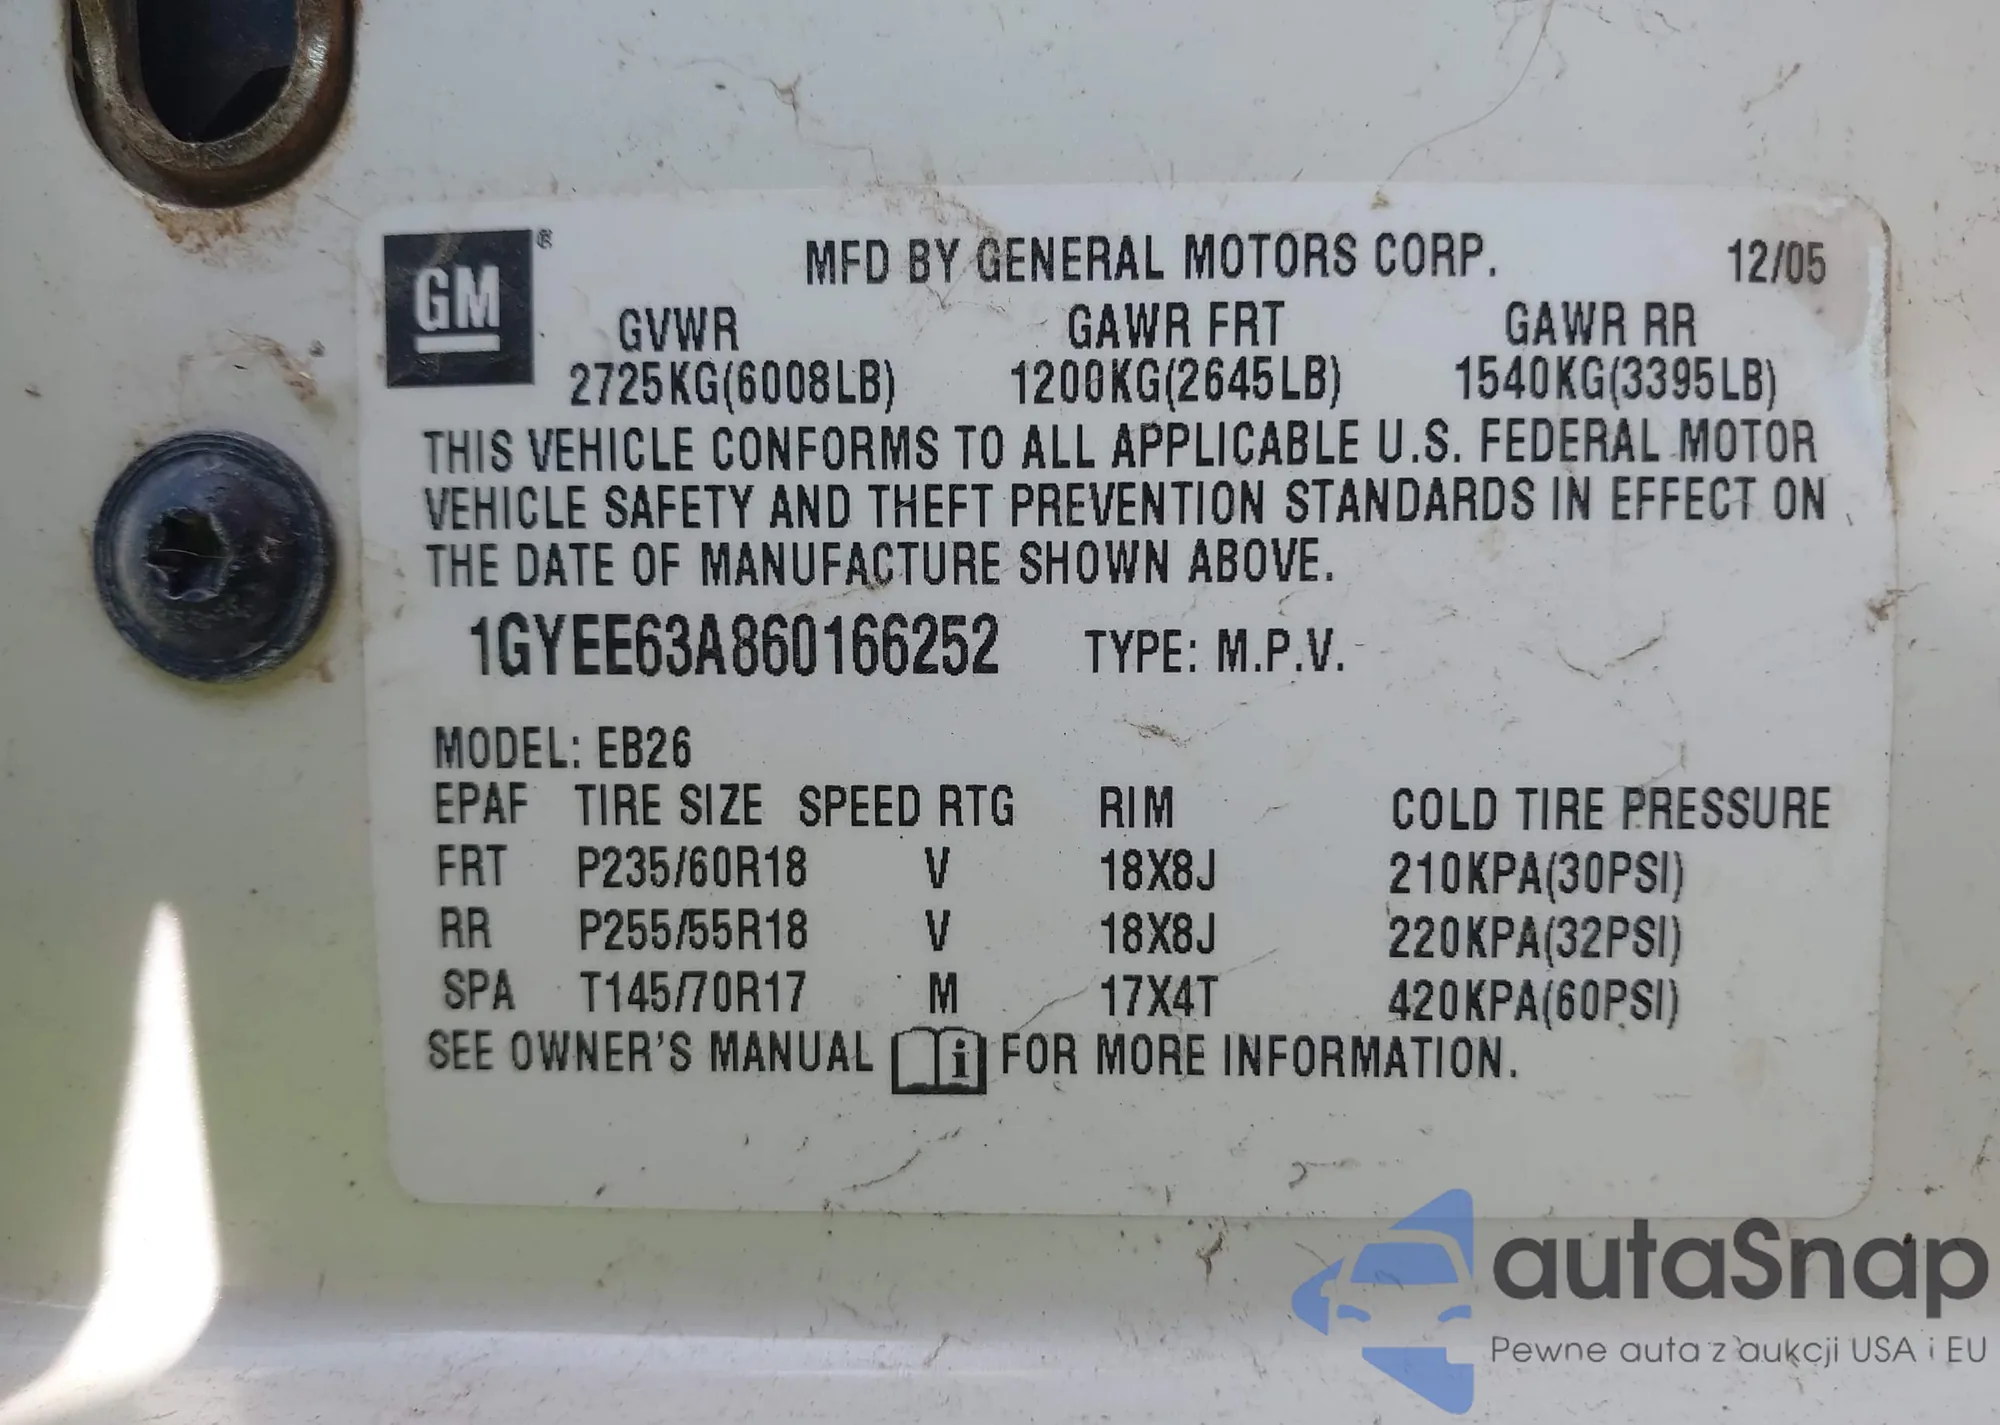 GM ®
MFD BY GENERAL MOTORS CORP. 12/05
GVWR GAWR FRT GAWR RR
2725KG(6008LB) 1200KG(2645LB) 1540KG(3395LB)
THIS VEHICLE CONFORMS TO ALL APPLICABLE U.S. FEDERAL MOTOR
VEHICLE SAFETY AND THEFT PREVENTION STANDARDS IN EFFECT ON
THE DATE OF MANUFACTURE SHOWN ABOVE.
1GYEE63A860166252 TYPE: M.P.V.
MODEL: EB26
EPAF TIRE SIZE SPEED RTG RIM COLD TIRE PRESSURE
FRT P235/60R18 V 18X8J 210KPA(30PSI)
RR P255/55R18 V 18X8J 220KPA(32PSI)
SPA T145/70R17 M 17X4T 420KPA(60PSI)
SEE OWNER'S MANUAL i FOR MORE INFORMATION.
autaSnap
Pewne auta z aukcji USA i EU